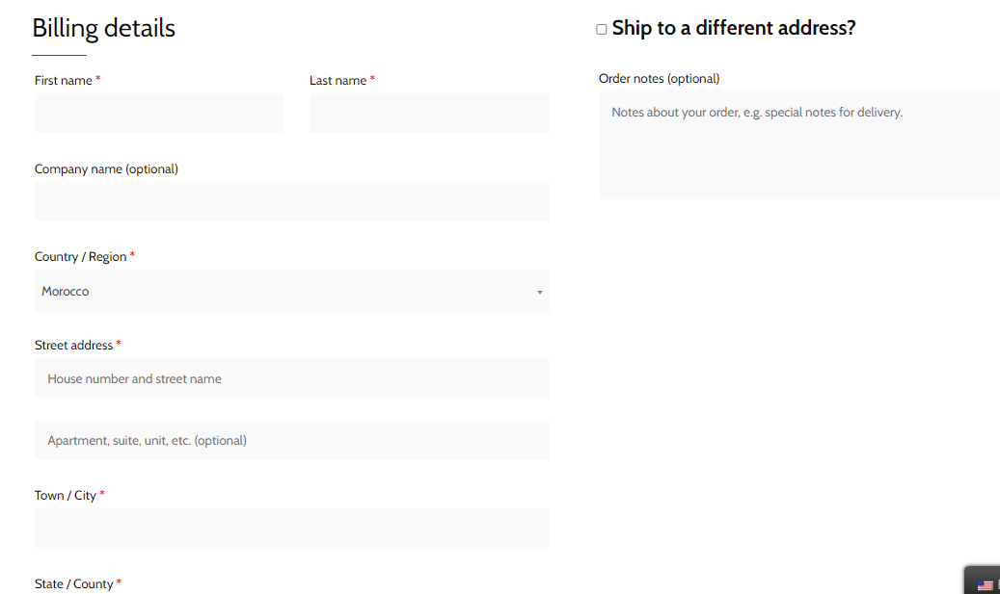 Billing details
First name *
Last name *
Company name (optional)
Country / Region *
Morocco
Street address *
House number and street name
Apartment, suite, unit, etc. (optional)
Town / City *
State / County *
Ship to a different address?
Order notes (optional)
Notes about your order, e.g. special notes for delivery.